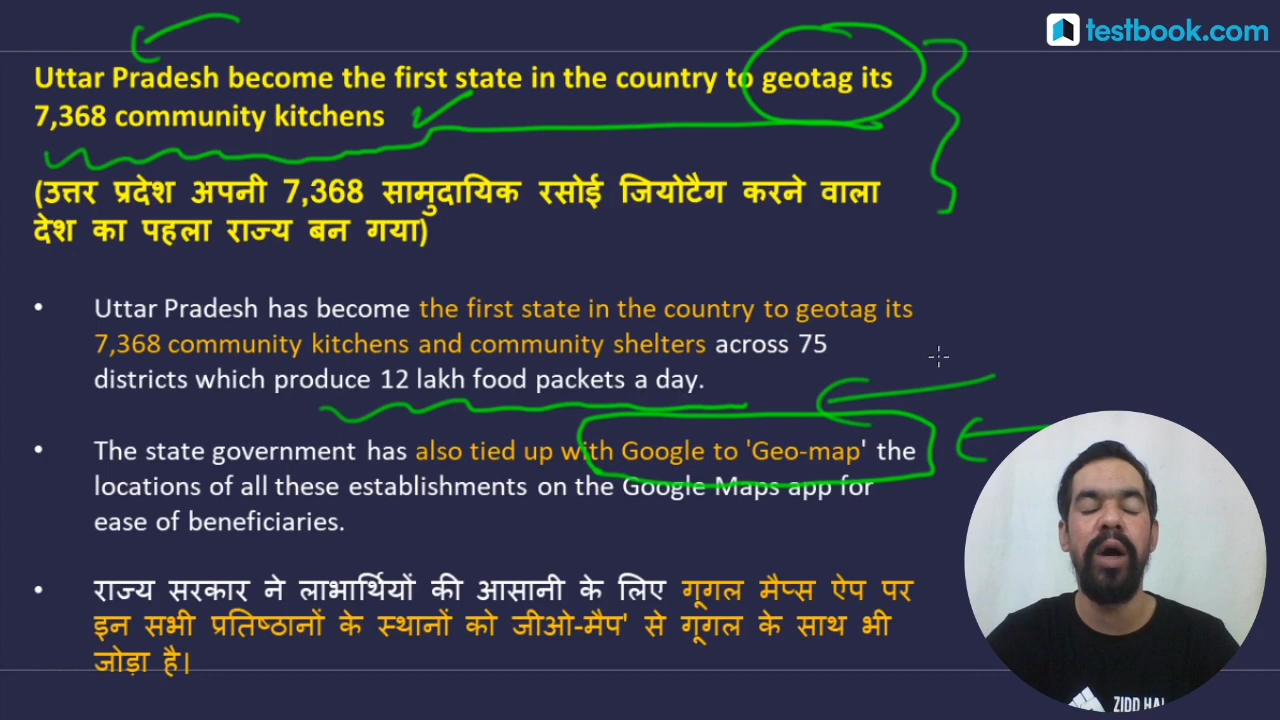 testbook.com
Uttar Pradesh become the first state in the country to geotag its
7,368 community kitchens
(उत्तर प्रदेश अपनी 7,368 सामुदायिक रसोई जियोटैग करने वाला
देश का पहला राज्य बन गया)
• Uttar Pradesh has become the first state in the country to geotag its
7,368 community kitchens and community shelters across 75
districts which produce 12 lakh food packets a day.
• The state government has also tied up with Google to 'Geo-map' the
locations of all these establishments on the Google Maps app for
ease of beneficiaries.
• राज्य सरकार ने लाभार्थियों की आसानी के लिए गूगल मैप्स ऐप पर
इन सभी प्रतिष्ठानों के स्थानों को जीओ-मैप' से गूगल के साथ भी
जोड़ा है।